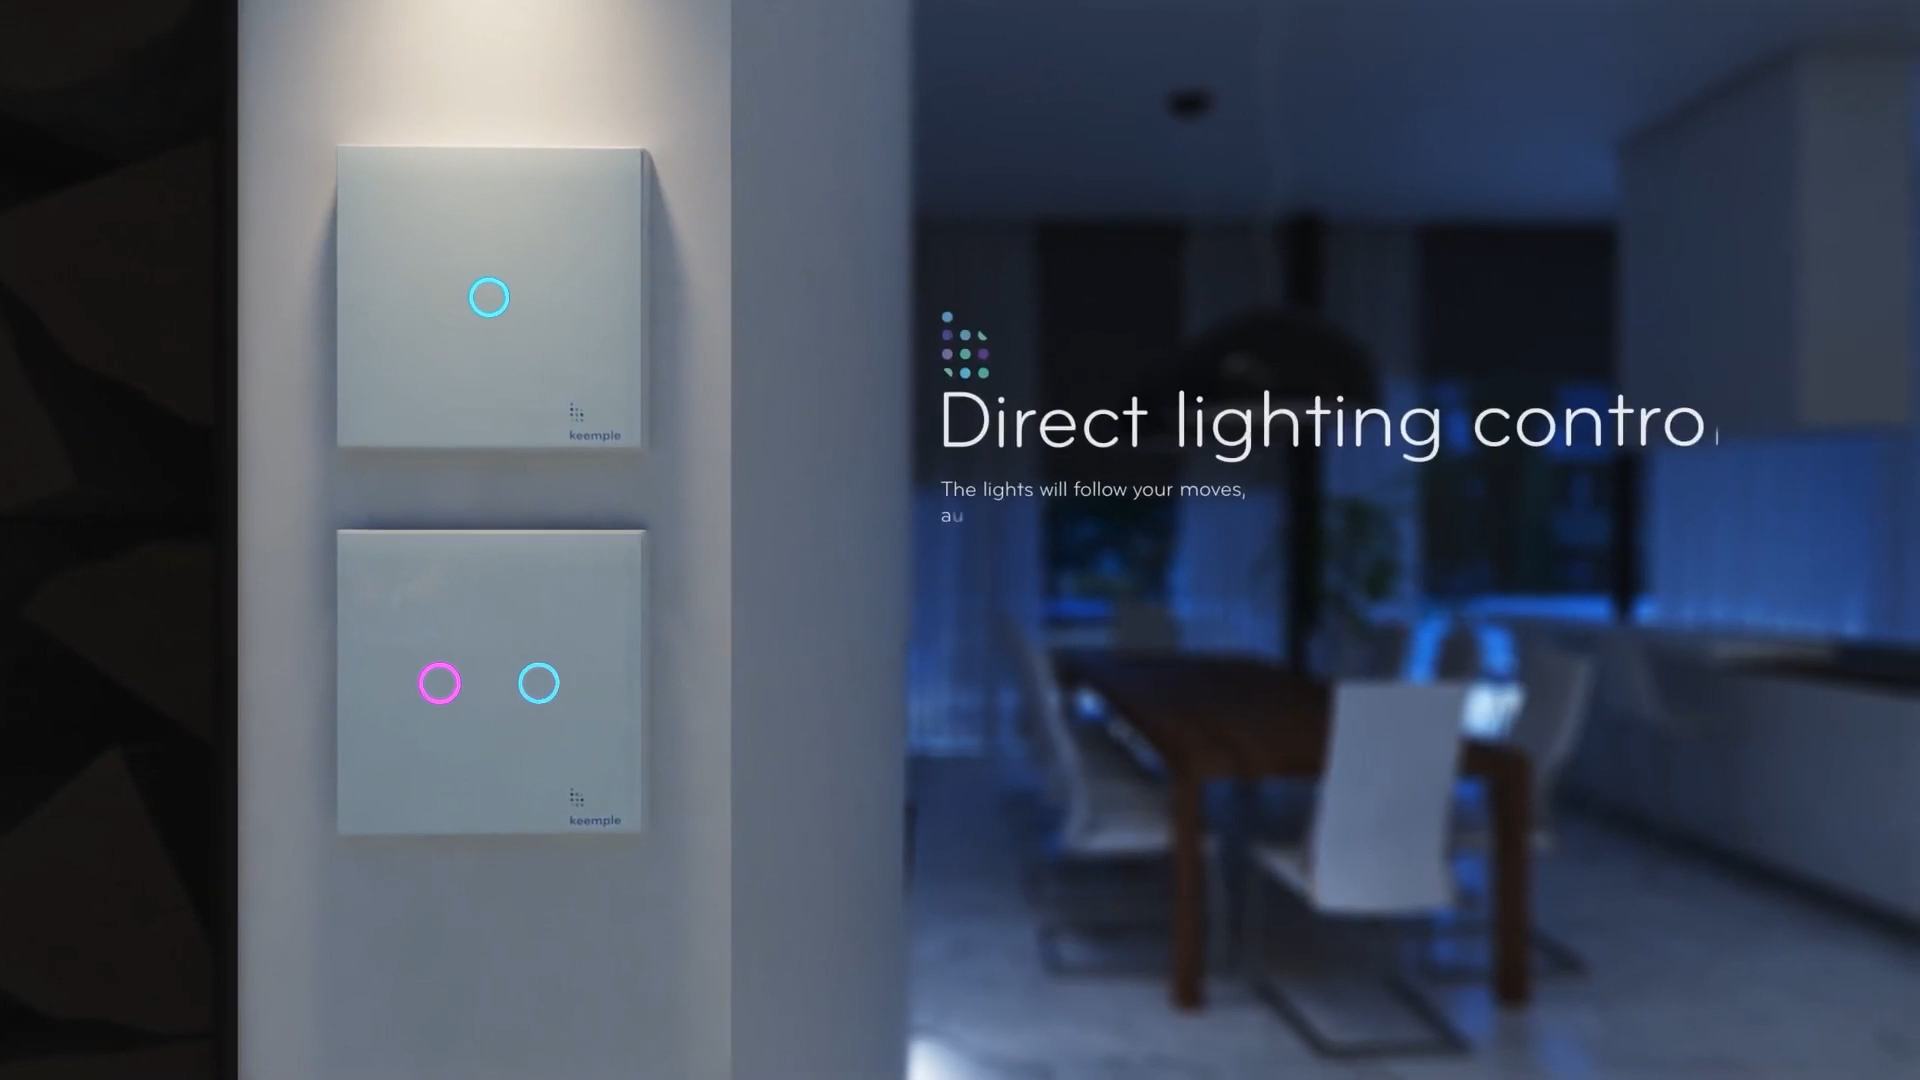 keemple
keemple
Direct lighting contro
The lights will follow your moves,
au